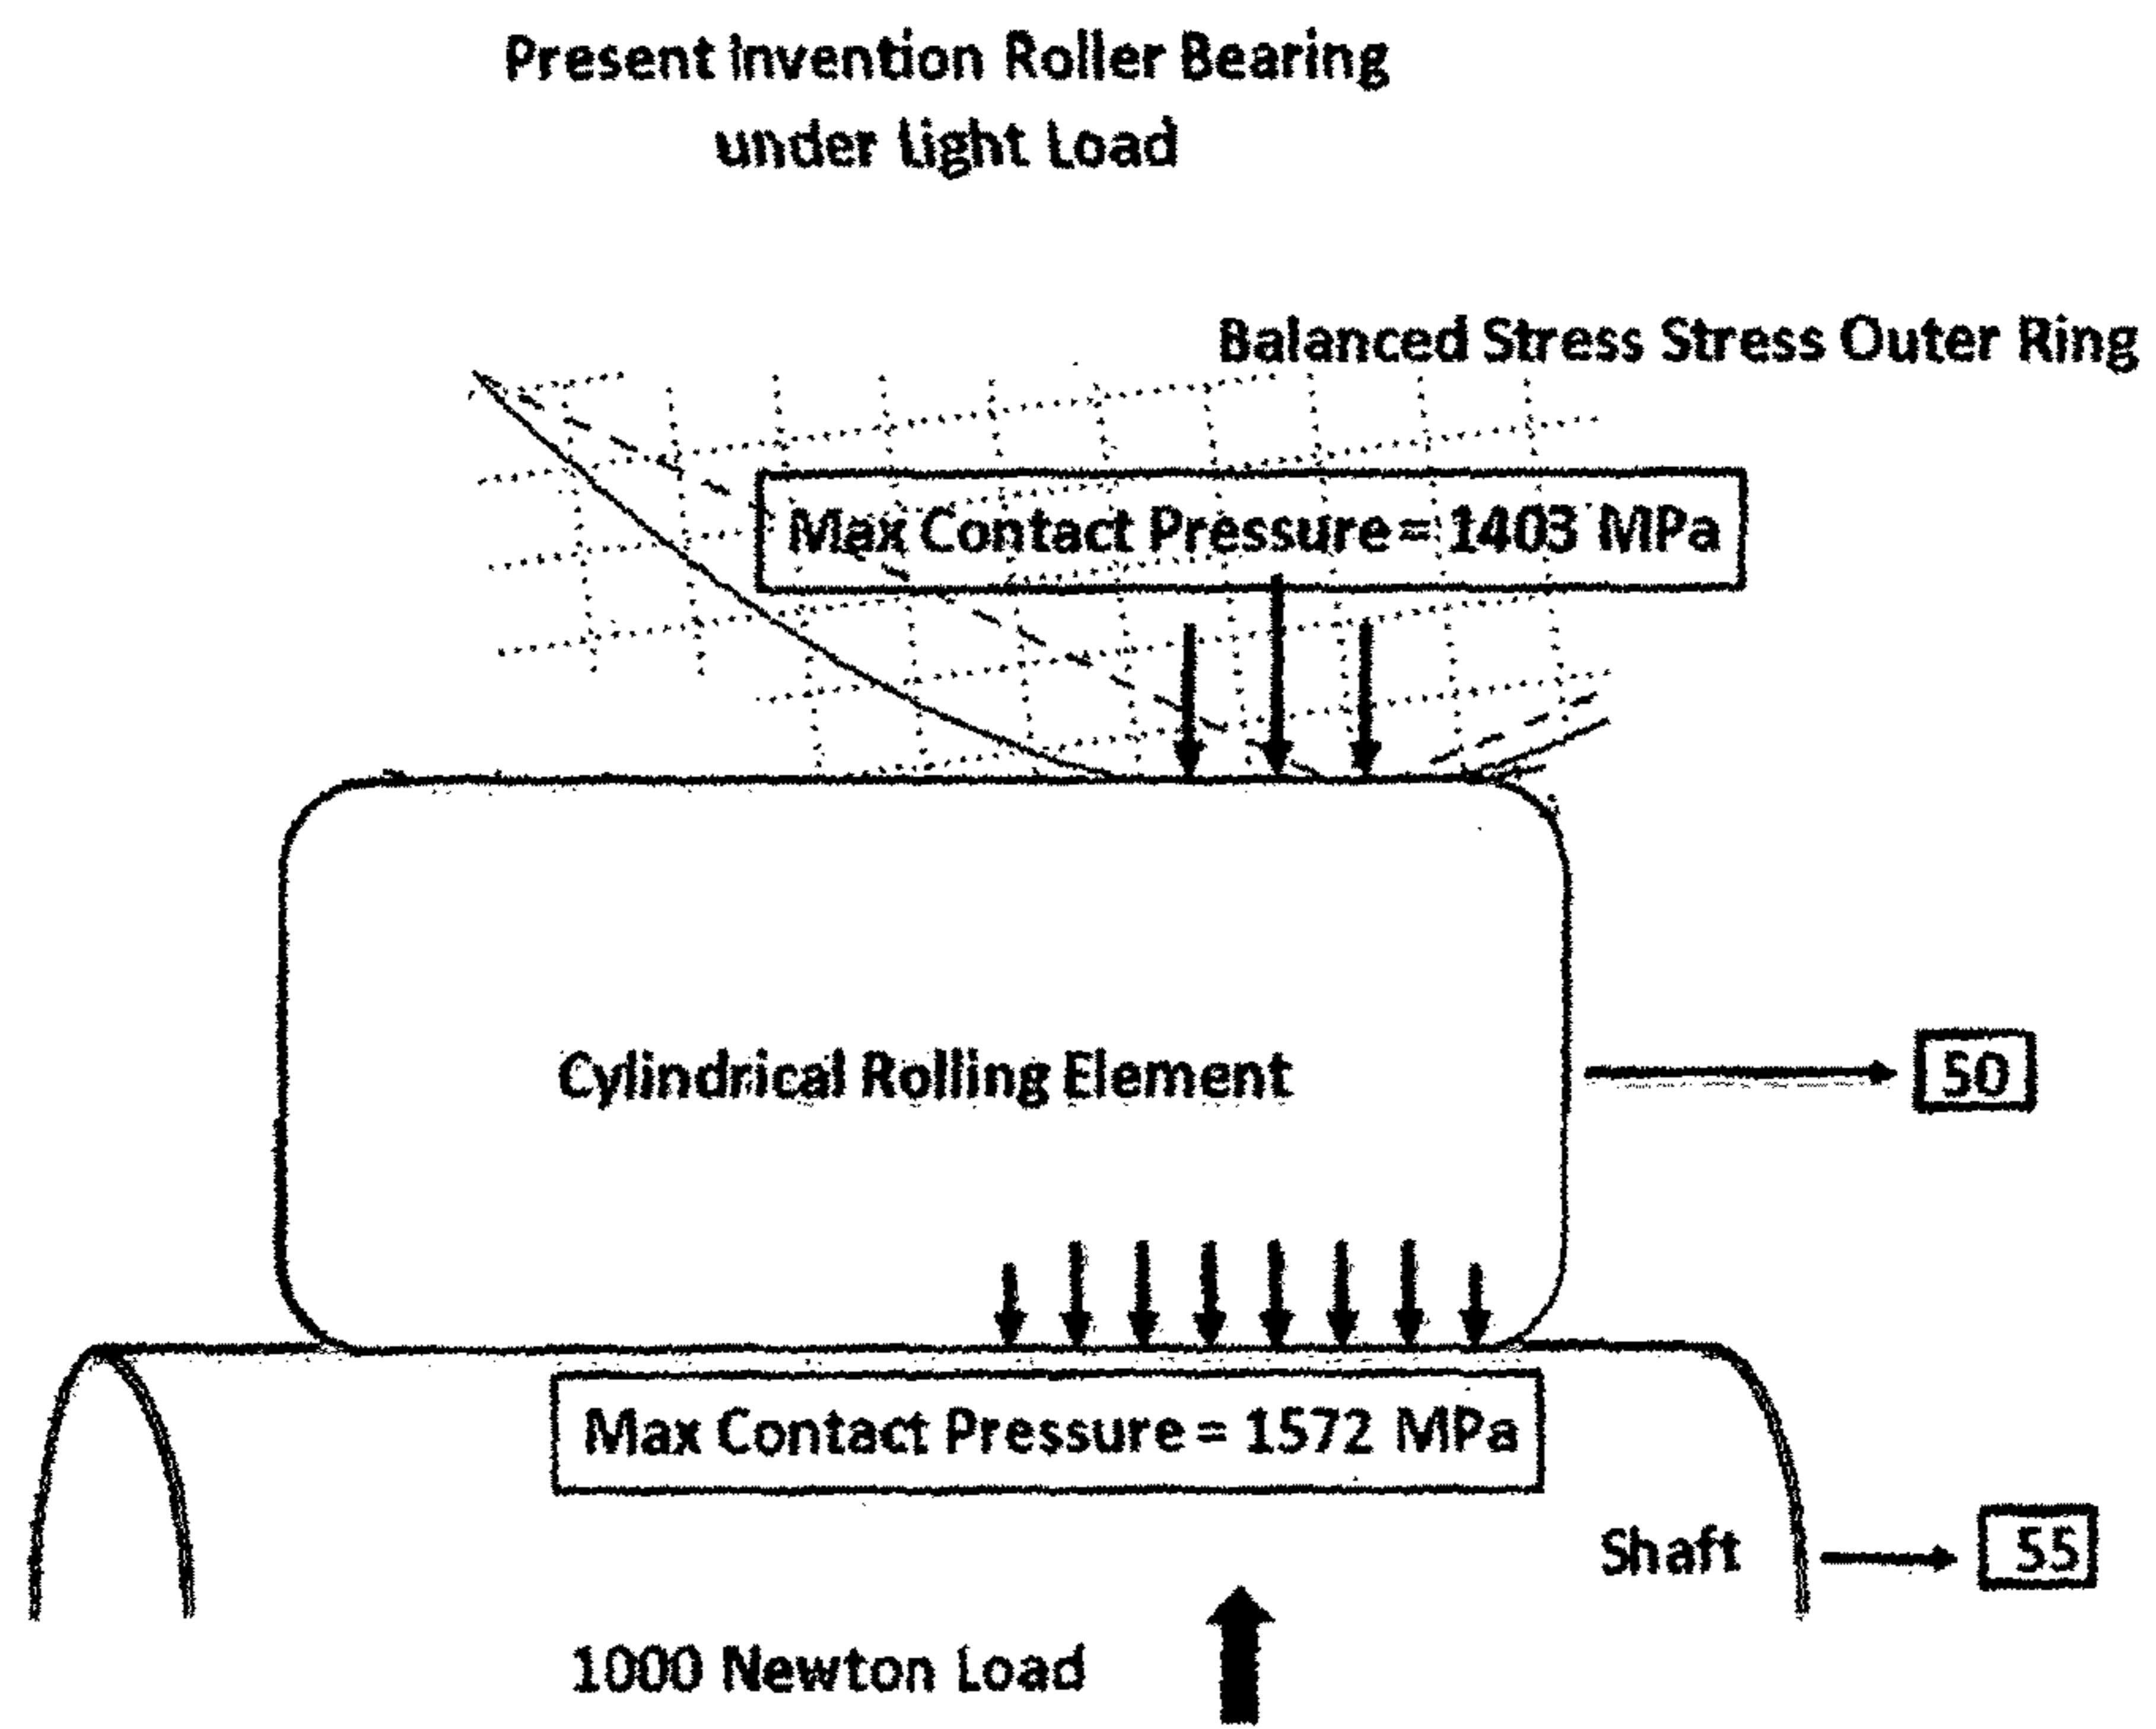 Present Invention Roller Bearing
under Light Load
Balanced Stress Stress Outer Ring
Max Contact Pressure = 1403 MPa
Cylindrical Rolling Element
50
Max Contact Pressure = 1572 MPa
Shaft
55
1000 Newton Load